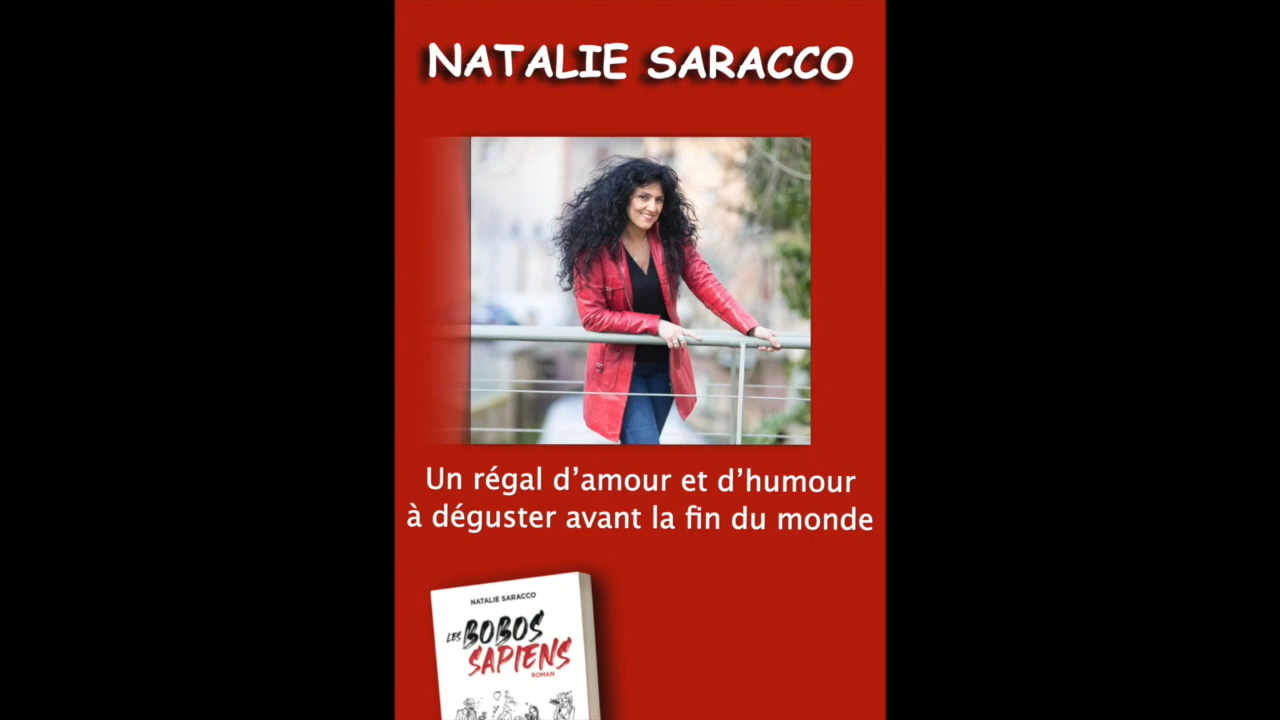 NATALIE SARACCO
Un régal d’amour et d’humour
à déguster avant la fin du monde
NATALIE SARACCO
LES BOBOS
SAPIENS
ROMAN